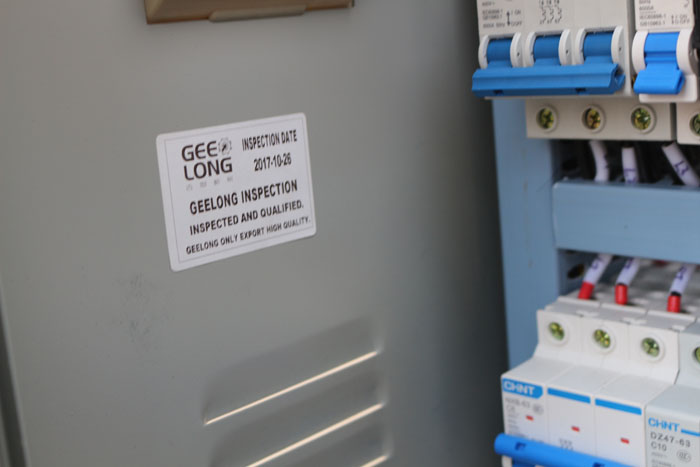 GEE
LONG
INSPECTION DATE
2017-10-26
GEELONG INSPECTION
INSPECTED AND QUALIFIED.
GEELONG ONLY EXPORT HIGH QUALITY.
CHNT
CHNT
DZ47-63
C10